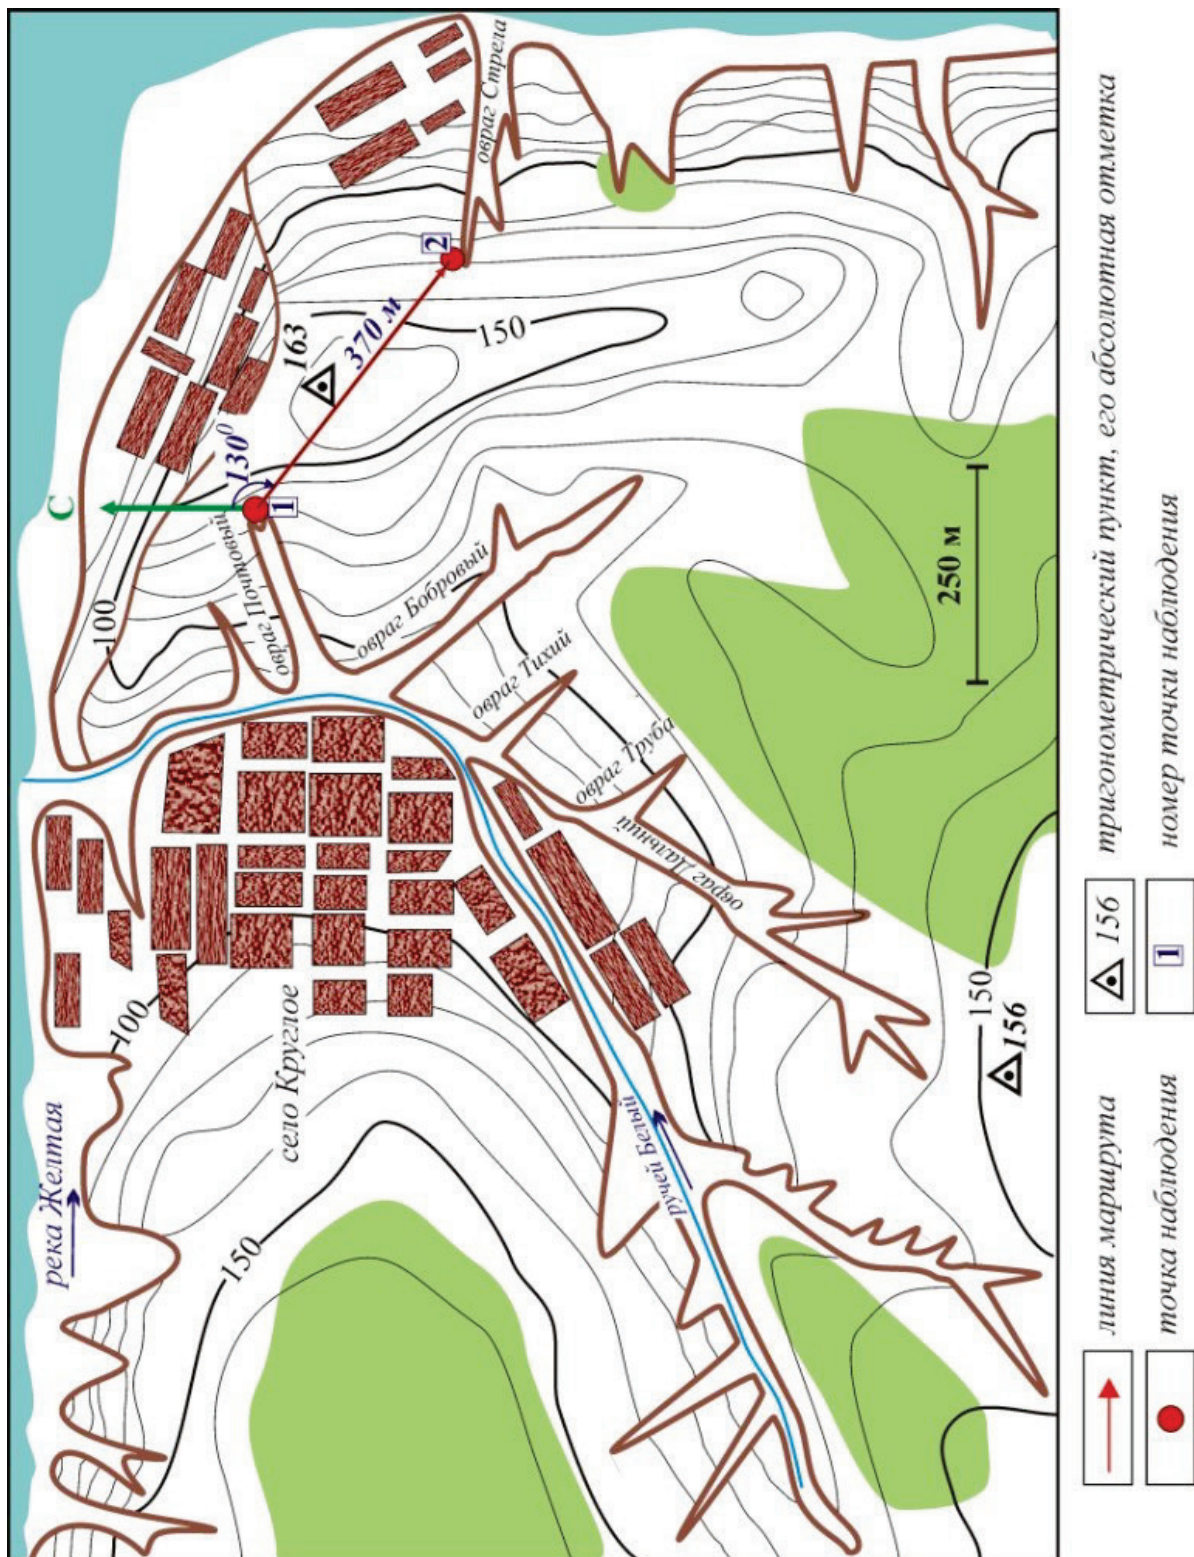 река Желтая
150
100
село Круглое
ручей Белый
100
С
130⁰
1
163
370 м
2
150
овраг Стрела
овраг Почтовый
овраг Бобровый
овраг Тихий
овраг Труба
овраг Дальний
250 м
150
156
линия маршрута
156 тригонометрический пункт, его абсолютная отметка
точка наблюдения
1 номер точки наблюдения